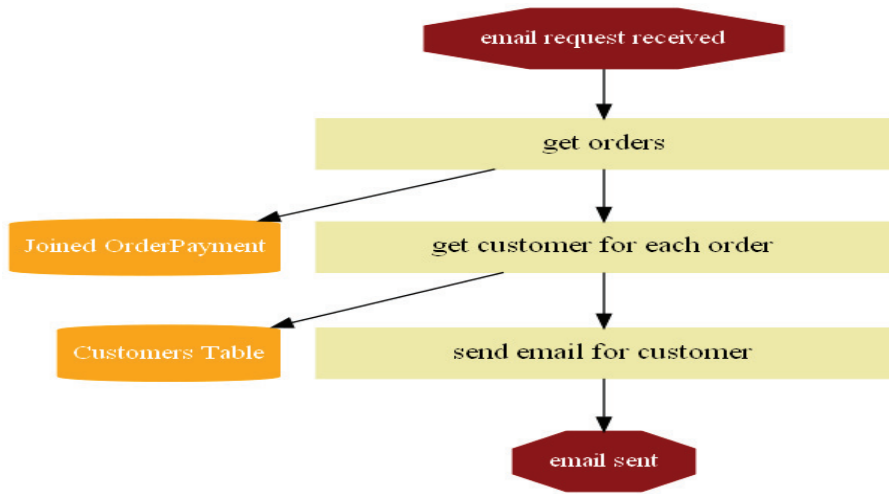 email request received
get orders
Joined OrderPayment
get customer for each order
Customers Table
send email for customer
email sent